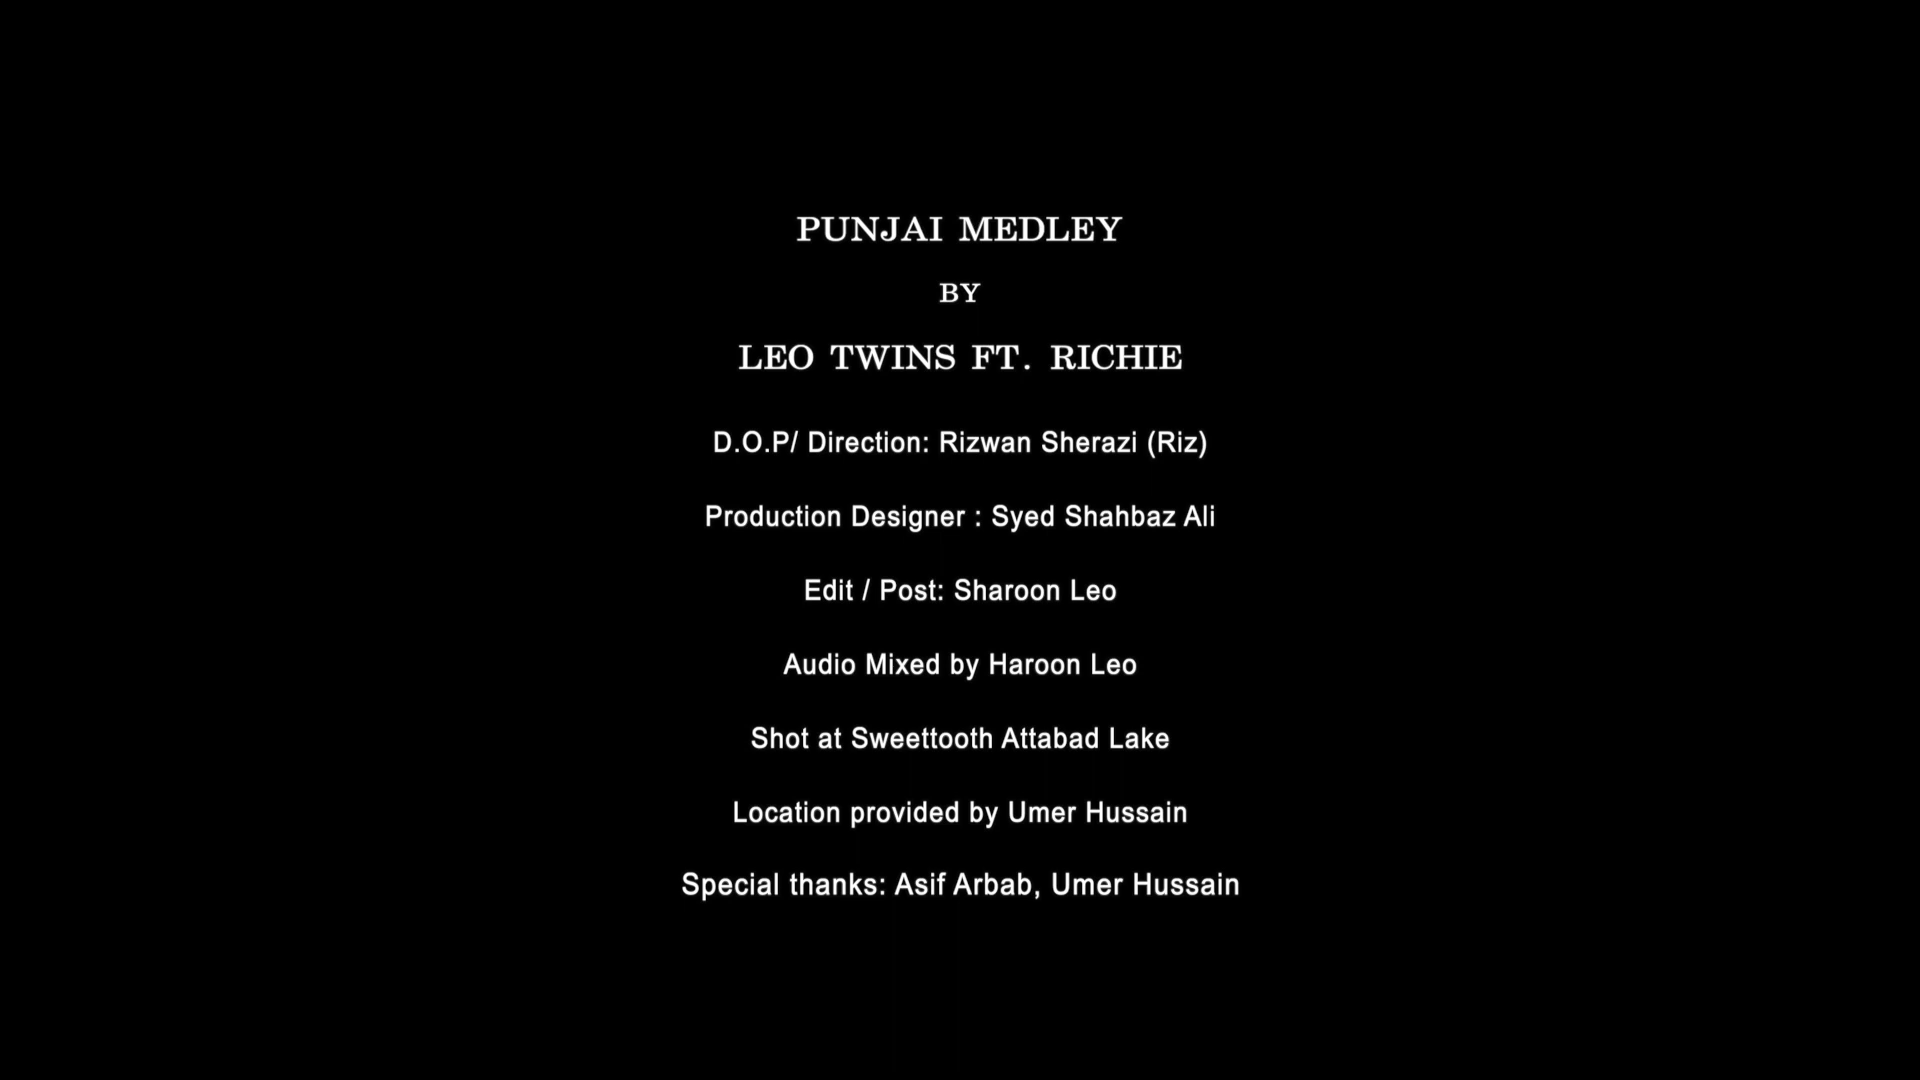 PUNJAI MEDLEY
BY
LEO TWINS FT. RICHIE
D.O.P/ Direction: Rizwan Sherazi (Riz)
Production Designer : Syed Shahbaz Ali
Edit / Post: Sharoon Leo
Audio Mixed by Haroon Leo
Shot at Sweettooth Attabad Lake
Location provided by Umer Hussain
Special thanks: Asif Arbab, Umer Hussain